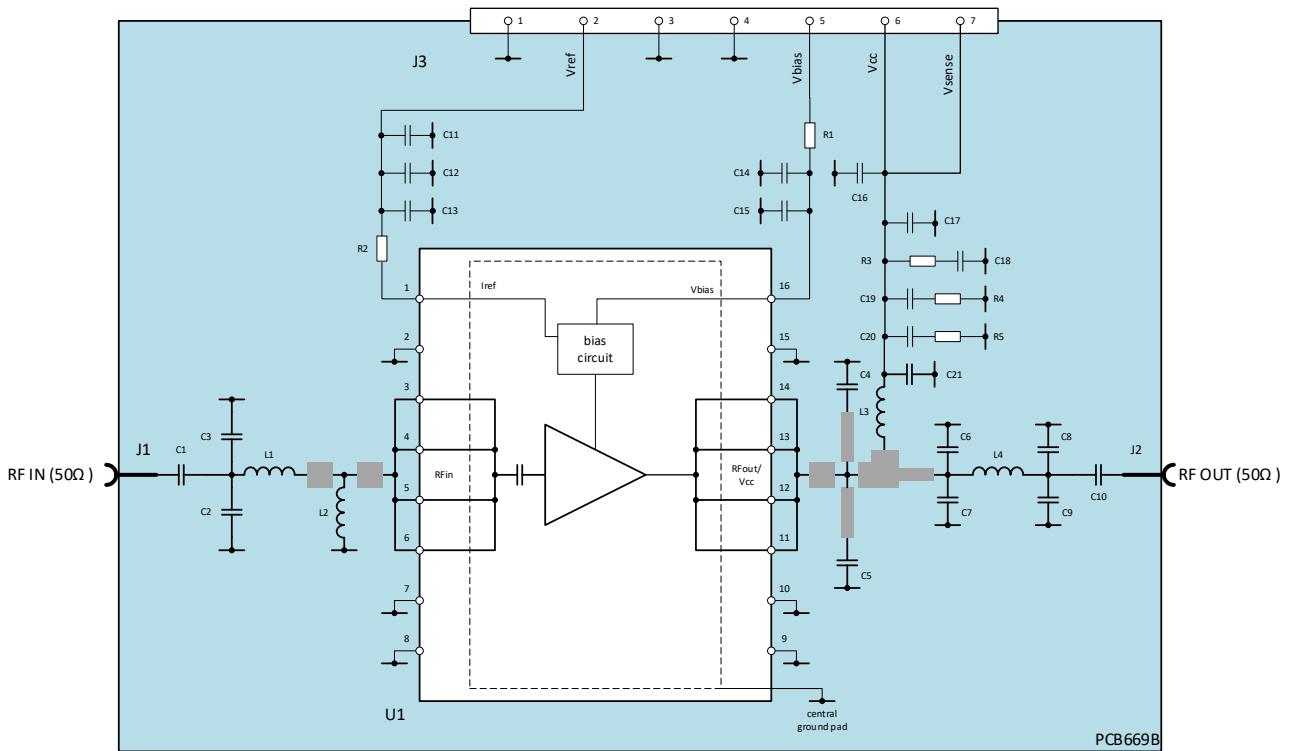 1 2 3 4 5 6 7
J3
Vref
Vbias
Vcc
Vsense
C11
R1
C12
C14
C16
C13
C15
C17
R2
R3
C18
1
Iref
Vbias
16
C19
R4
2
bias
circuit
15
C20
R5
3
14
C4
C21
L3
J1
C1
C3
L1
4
13
C6
C8
J2
RF IN (50Ω )
RFin
RFout/
Vcc
L4
C10
RF OUT (50Ω )
C2
L2
5
12
C7
C9
6
11
C5
7
10
8
9
U1
central
ground pad
PCB669B